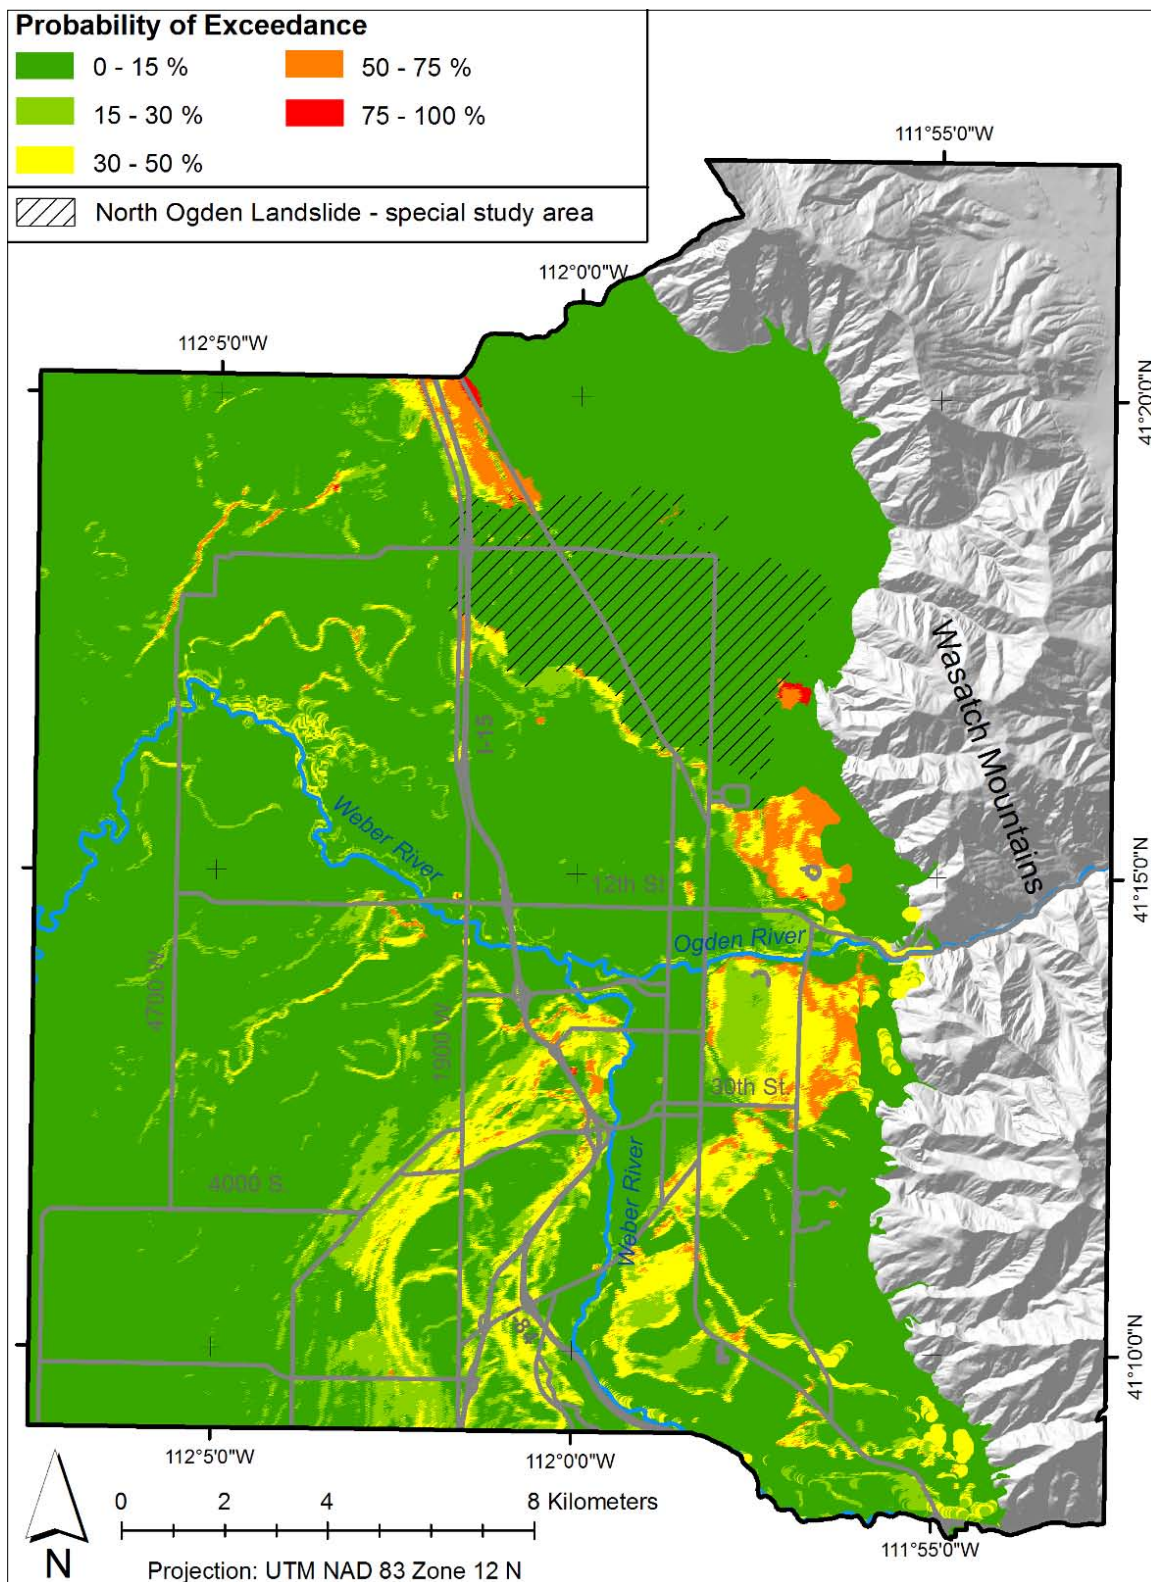 Probability of Exceedance
0 - 15 %
50 - 75 %
15 - 30 %
75 - 100 %
30 - 50 %
North Ogden Landslide - special study area
111°55'0"W
112°0'0"W
112°5'0"W
41°20'0"N
Wasatch Mountains
I-15
Weber River
12th St
41°15'0"N
Ogden River
4700 W
1900 W
30th St.
4000 S.
Weber River
I-84
41°10'0"N
112°5'0"W
112°0'0"W
111°55'0"W
0 2 4 8 Kilometers
N
Projection: UTM NAD 83 Zone 12 N